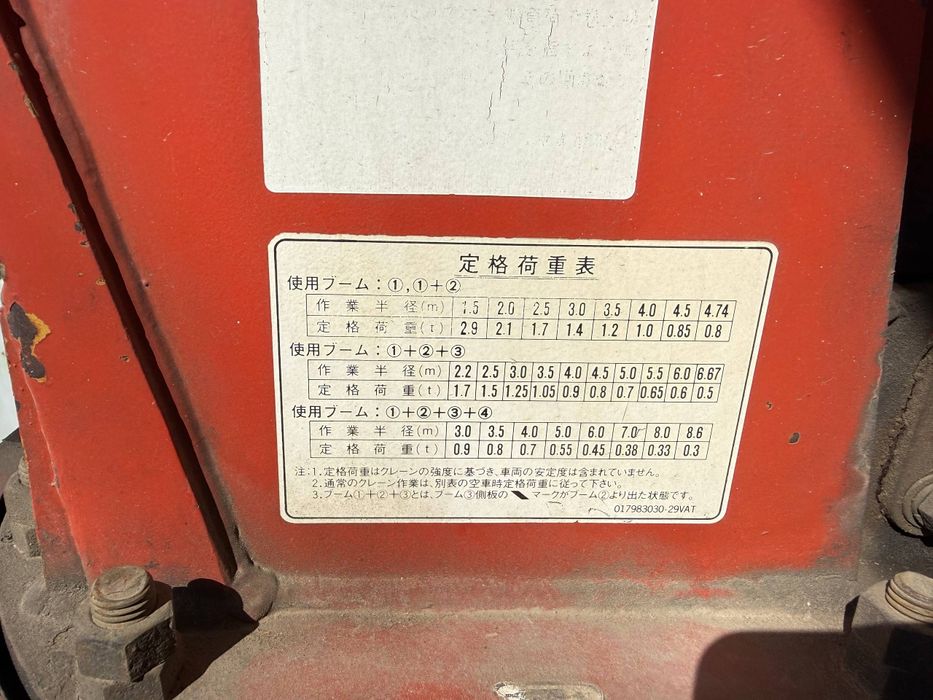 定格荷重表
使用ブーム：①,①＋②
作業半径(m) 1.5 2.0 2.5 3.0 3.5 4.0 4.5 4.74
定格荷重(t) 2.9 2.1 1.7 1.4 1.2 1.0 0.85 0.8
使用ブーム：①＋②＋③
作業半径(m) 2.2 2.5 3.0 3.5 4.0 4.5 5.0 5.5 6.0 6.67
定格荷重(t) 1.7 1.5 1.25 1.05 0.9 0.8 0.7 0.65 0.6 0.5
使用ブーム：①＋②＋③＋④
作業半径(m) 3.0 3.5 4.0 5.0 6.0 7.0 8.0 8.6
定格荷重(t) 0.9 0.8 0.7 0.55 0.45 0.38 0.33 0.3
注：1.定格荷重はクレーンの強度に基づき、車両の安定度は含まれていません。
2.通常のクレーン作業は、別表の空車時定格荷重に従って下さい。
3.ブーム①＋②＋③とは、ブーム③側板の マークがブーム②より出た状態です。
017983030-29VAT